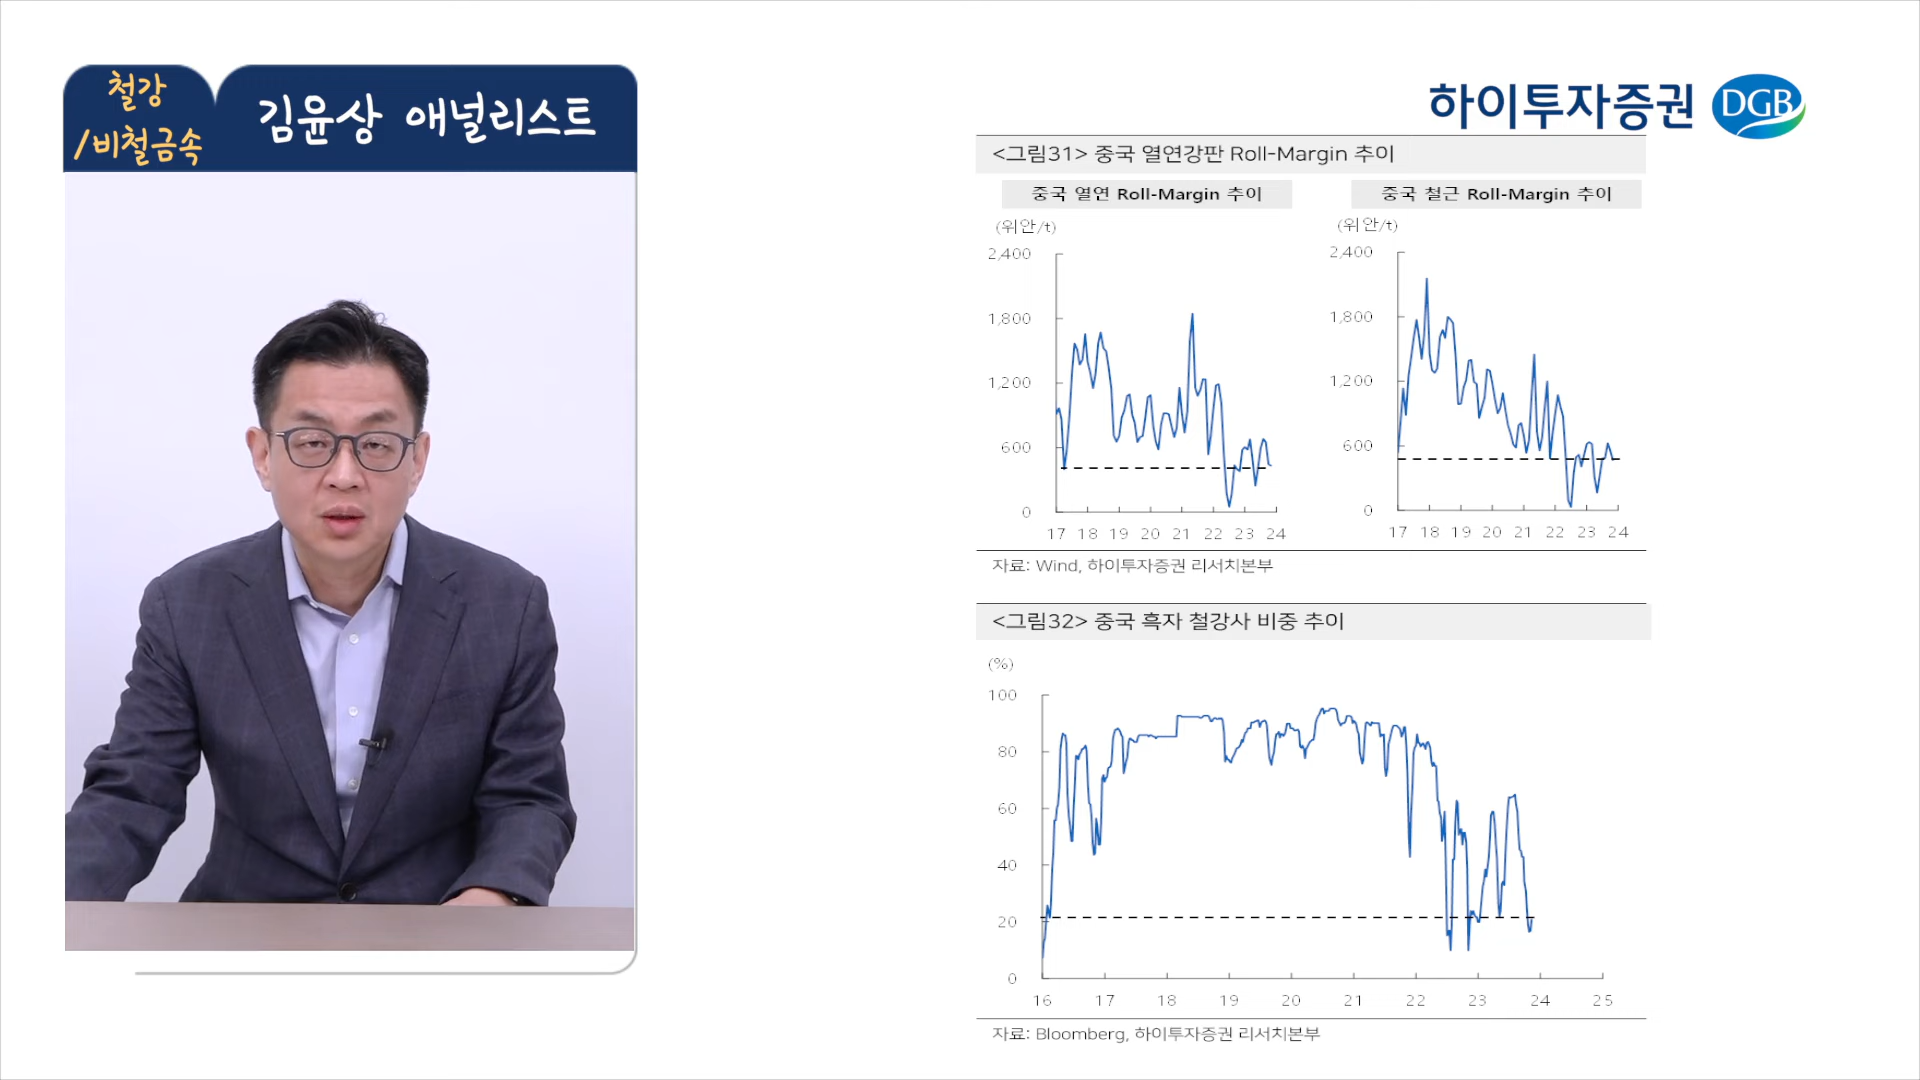 철강
/비철금속
김윤상 애널리스트
하이투자증권 DGB
<그림31> 중국 열연강판 Roll-Margin 추이
중국 열연 Roll-Margin 추이
(위안/t)
2,400
1,800
1,200
600
0
17 18 19 20 21 22 23 24
중국 철근 Roll-Margin 추이
(위안/t)
2,400
1,800
1,200
600
0
17 18 19 20 21 22 23 24
자료: Wind, 하이투자증권 리서치본부
<그림32> 중국 흑자 철강사 비중 추이
(%)
100
80
60
40
20
0
16 17 18 19 20 21 22 23 24 25
자료: Bloomberg, 하이투자증권 리서치본부